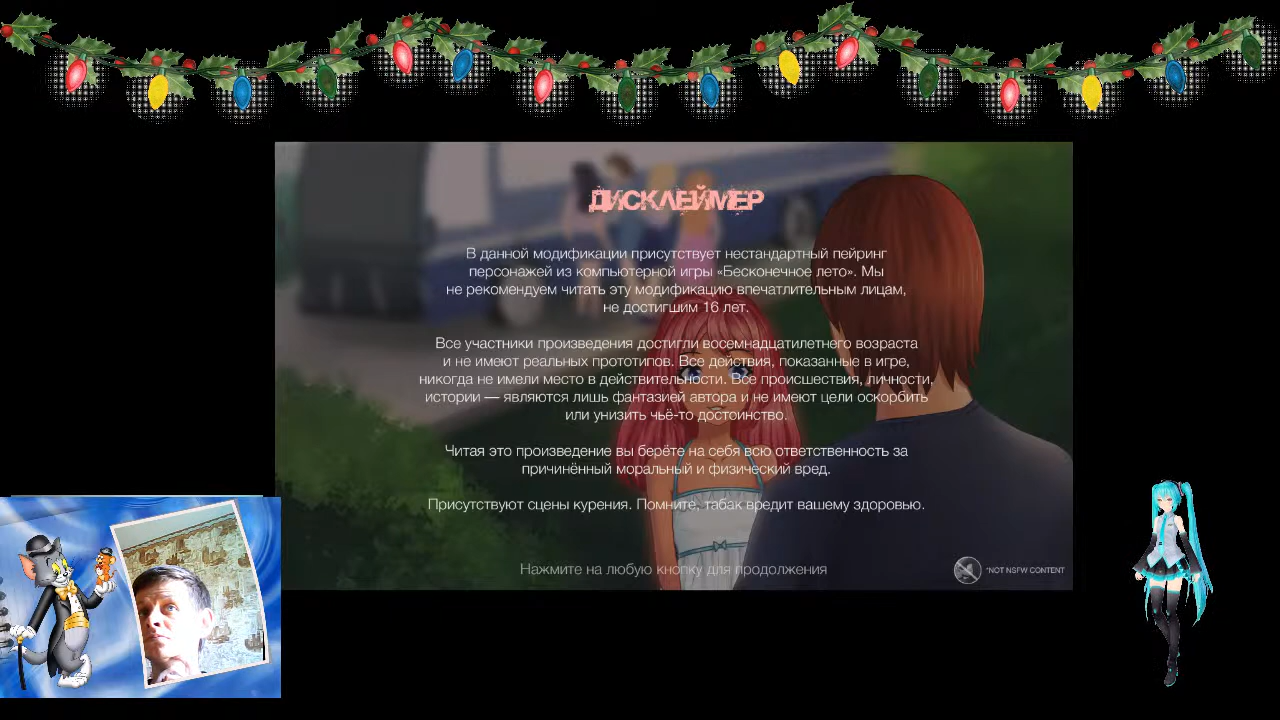 ДИСКЛЕЙМЕР
В данной модификации присутствует нестандартный пейринг
персонажей из компьютерной игры «Бесконечное лето». Мы
не рекомендуем читать эту модификацию впечатлительным лицам,
не достигшим 16 лет.
Все участники произведения достигли восемнадцатилетнего возраста
и не имеют реальных прототипов. Все действия, показанные в игре,
никогда не имели место в действительности. Все происшествия, личности,
истории — являются лишь фантазией автора и не имеют цели оскорбить
или унизить чьё-то достоинство.
Читая это произведение вы берёте на себя всю ответственность за
причинённый моральный и физический вред.
Присутствуют сцены курения. Помните, табак вредит вашему здоровью.
Нажмите на любую кнопку для продолжения
*NOT NSFW CONTENT